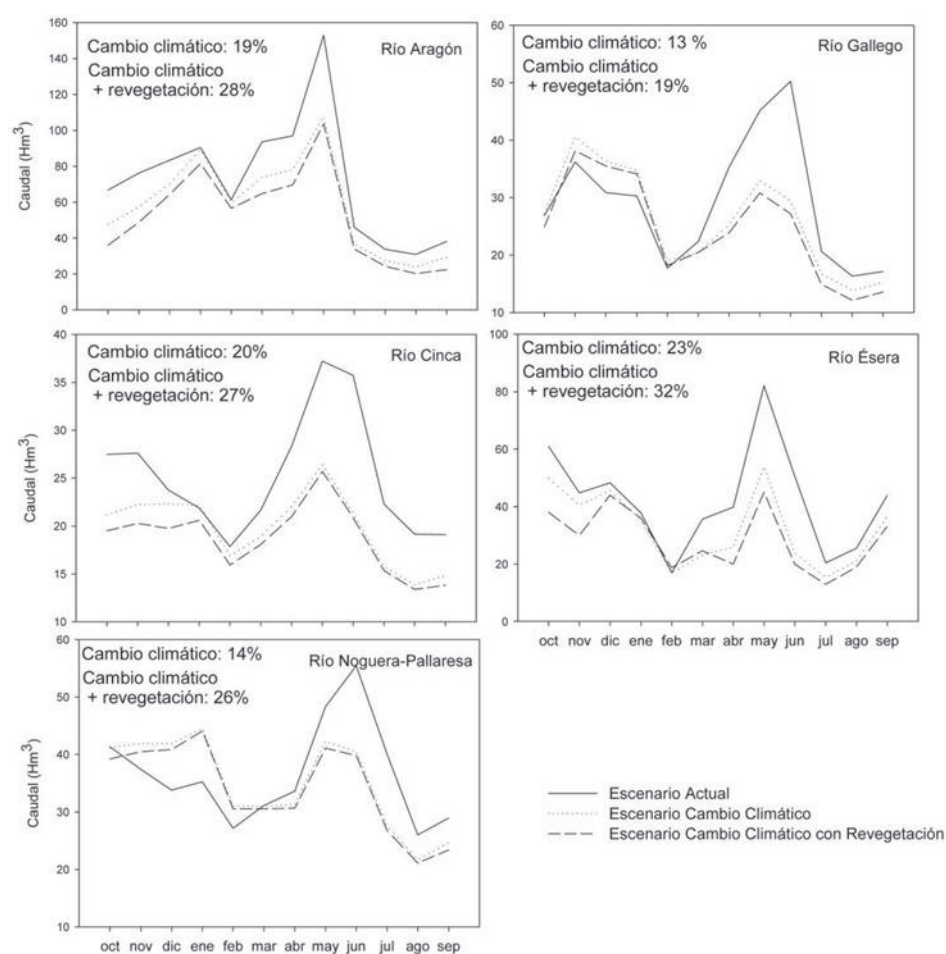 Río Aragón
Cambio climático: 19%
Cambio climático
+ revegetación: 28%
Caudal (Hm³)
160
140
120
100
80
60
40
20
0
Río Gallego
Cambio climático: 13 %
Cambio climático
+ revegetación: 19%
60
50
40
30
20
10
Río Cinca
Cambio climático: 20%
Cambio climático
+ revegetación: 27%
Caudal (Hm³)
40
35
30
25
20
15
10
Río Ésera
Cambio climático: 23%
Cambio climático
+ revegetación: 32%
100
80
60
40
20
0
oct nov dic ene feb mar abr may jun jul ago sep
Río Noguera-Pallaresa
Cambio climático: 14%
Cambio climático
+ revegetación: 26%
Caudal (Hm³)
60
50
40
30
20
10
oct nov dic ene feb mar abr may jun jul ago sep
Escenario Actual
Escenario Cambio Climático
Escenario Cambio Climático con Revegetación